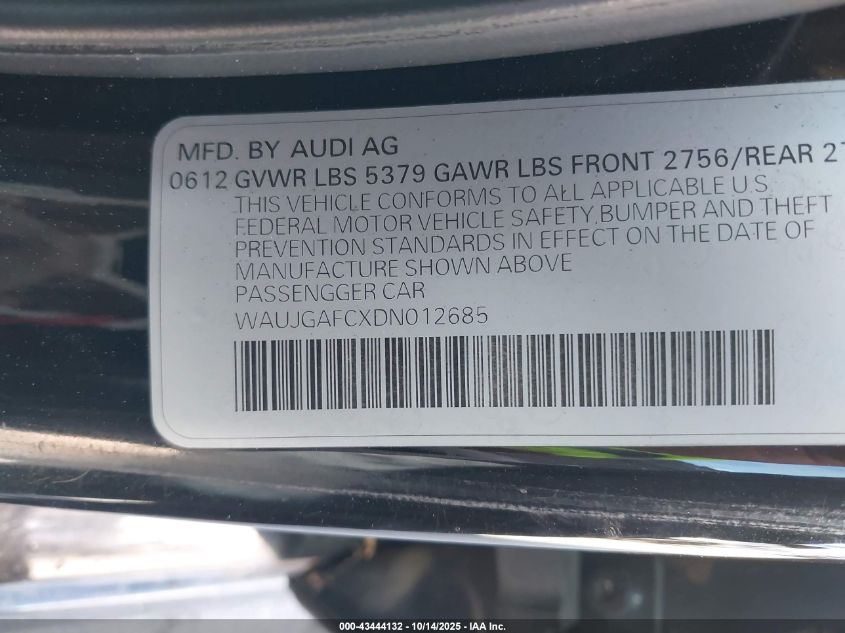 MFD. BY AUDI AG
0612 GVWR LBS 5379 GAWR LBS FRONT 2756/REAR
THIS VEHICLE CONFORMS TO ALL APPLICABLE U.S.
FEDERAL MOTOR VEHICLE SAFETY,BUMPER AND THEFT
PREVENTION STANDARDS IN EFFECT ON THE DATE OF
MANUFACTURE SHOWN ABOVE
PASSENGGER CAR
WAUJGAFCXDN012685
000-43444132 - 10/14/2025 - IAA Inc.